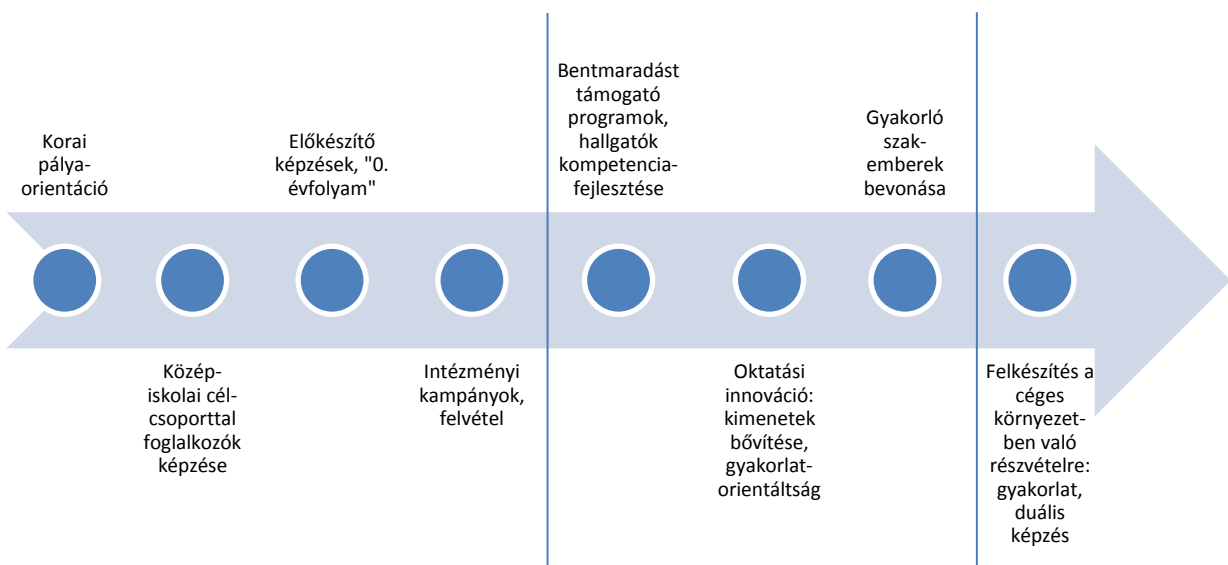 Korai
pálya-
orientáció
Közép-
iskolai cél-
csoporttal
foglalkozók
képzése
Előkészítő
képzések, "0.
évfolyam"
Intézményi
kampányok,
felvétel
Bentmaradást
támogató
programok,
hallgatók
kompetencia-
fejlesztése
Oktatási
innováció:
kimenetek
bővítése,
gyakorlat-
orientáltság
Gyakorló
szak-
emberek
bevonása
Felkészítés a
céges
környezet-
ben való
részvételre:
gyakorlat,
duális
képzés